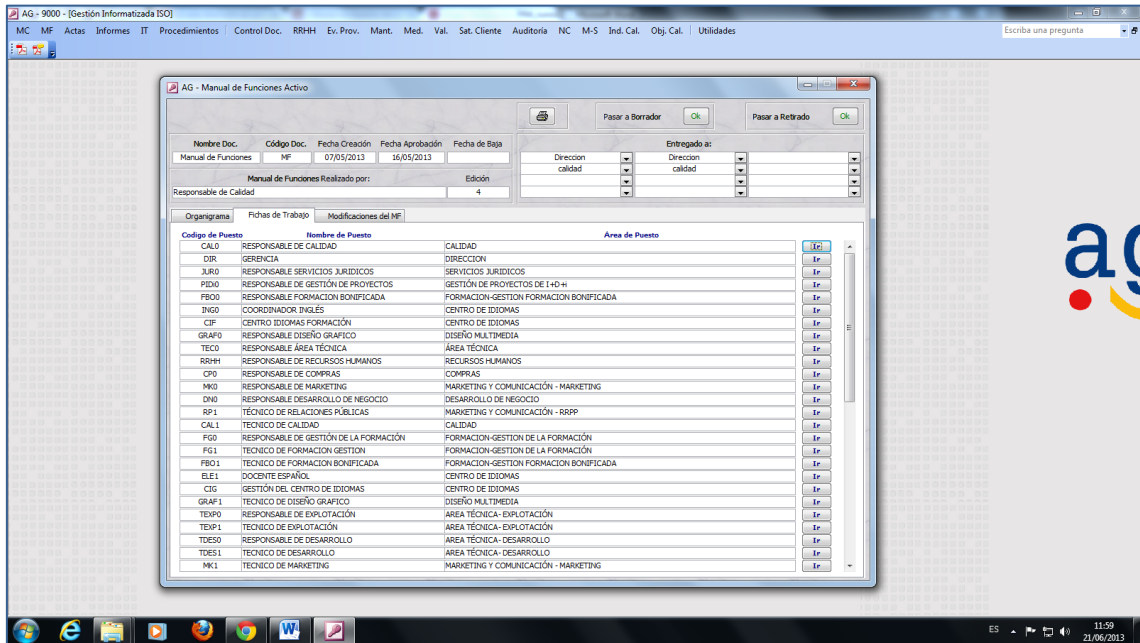 AG - 9000 - [Gestión Informatizada ISO]
MC MF Actas Informes IT Procedimientos Control Doc. RRHH Ev. Prov. Mant. Med. Val. Sat. Cliente Auditoria NC M-S Ind. Cal. Obj. Cal. Utilidades Escriba una pregunta
AG - Manual de Funciones Activo
Pasar a Borrador Ok Pasar a Retirado Ok
Nombre Doc. Código Doc. Fecha Creación Fecha Aprobación Fecha de Baja Entregado a:
Manual de Funciones MF 07/05/2013 16/05/2013 Direccion Direccion
calidad calidad
Manual de Funciones Realizado por: Edición
Responsable de Calidad 4
Organigrama Fichas de Trabajo Modificaciones del MF
Codigo de Puesto Nombre de Puesto Área de Puesto
CAL0 RESPONSABLE DE CALIDAD CALIDAD Ir
DIR GERENCIA DIRECCION Ir
JUR0 RESPONSABLE SERVICIOS JURIDICOS SERVICIOS JURIDICOS Ir
PIDi0 RESPONSABLE DE GESTIÓN DE PROYECTOS GESTIÓN DE PROYECTOS DE I+D+i Ir
FBO0 RESPONSABLE FORMACION BONIFICADA FORMACION-GESTION FORMACION BONIFICADA Ir
ING0 COORDINADOR INGLÉS CENTRO DE IDIOMAS Ir
CIF CENTRO IDIOMAS FORMACIÓN CENTRO DE IDIOMAS Ir
GRAF0 RESPONSABLE DISEÑO GRAFICO DISEÑO MULTIMEDIA Ir
TEC0 RESPONSABLE ÁREA TÉCNICA ÁREA TÉCNICA Ir
RRHH RESPONSABLE DE RECURSOS HUMANOS RECURSOS HUMANOS Ir
CP0 RESPONSABLE DE COMPRAS COMPRAS Ir
MK0 RESPONSABLE DE MARKETING MARKETING Y COMUNICACIÓN - MARKETING Ir
DN0 RESPONSABLE DESARROLLO DE NEGOCIO DESARROLLO DE NEGOCIO Ir
RP1 TÉCNICO DE RELACIONES PÚBLICAS MARKETING Y COMUNICACIÓN - RRPP Ir
CAL1 TECNICO DE CALIDAD CALIDAD Ir
FG0 RESPONSABLE DE GESTIÓN DE LA FORMACIÓN FORMACION-GESTION DE LA FORMACIÓN Ir
FG1 TECNICO DE FORMACION GESTION FORMACION-GESTION DE LA FORMACIÓN Ir
FBO1 TECNICO DE FORMACION BONIFICADA FORMACION-GESTION FORMACION BONIFICADA Ir
ELE1 DOCENTE ESPAÑOL CENTRO DE IDIOMAS Ir
CIG GESTIÓN DEL CENTRO DE IDIOMAS CENTRO DE IDIOMAS Ir
GRAF1 TECNICO DE DISEÑO GRAFICO DISEÑO MULTIMEDIA Ir
TEXP0 RESPONSABLE DE EXPLOTACIÓN AREA TÉCNICA- EXPLOTACIÓN Ir
TEXP1 TECNICO DE EXPLOTACIÓN AREA TÉCNICA- EXPLOTACIÓN Ir
TDES0 RESPONSABLE DE DESARROLLO AREA TÉCNICA- DESARROLLO Ir
TDES1 TECNICO DE DESARROLLO AREA TÉCNICA- DESARROLLO Ir
MK1 TECNICO DE MARKETING MARKETING Y COMUNICACIÓN - MARKETING Ir
ag
ES 11:59
21/06/2013